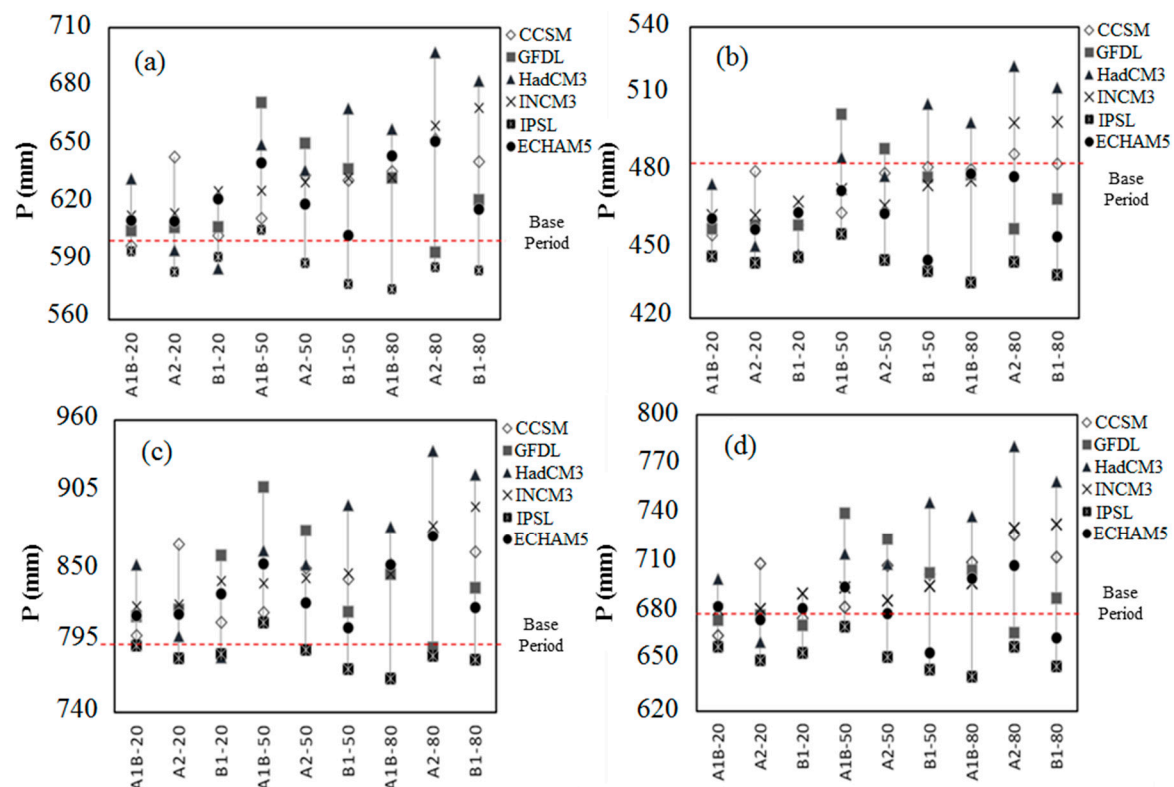 (a)
P (mm)
710
680
650
620
590
560
CCSM
GFDL
HadCM3
INCM3
IPSL
ECHAM5
Base
Period
A1B-20
A2-20
B1-20
A1B-50
A2-50
B1-50
A1B-80
A2-80
B1-80
(b)
P (mm)
540
510
480
450
420
CCSM
GFDL
HadCM3
INCM3
IPSL
ECHAM5
Base
Period
A1B-20
A2-20
B1-20
A1B-50
A2-50
B1-50
A1B-80
A2-80
B1-80
(c)
P (mm)
960
905
850
795
740
CCSM
GFDL
HadCM3
INCM3
IPSL
ECHAM5
Base
Period
A1B-20
A2-20
B1-20
A1B-50
A2-50
B1-50
A1B-80
A2-80
B1-80
(d)
P (mm)
800
770
740
710
680
650
620
CCSM
GFDL
HadCM3
INCM3
IPSL
ECHAM5
Base
Period
A1B-20
A2-20
B1-20
A1B-50
A2-50
B1-50
A1B-80
A2-80
B1-80